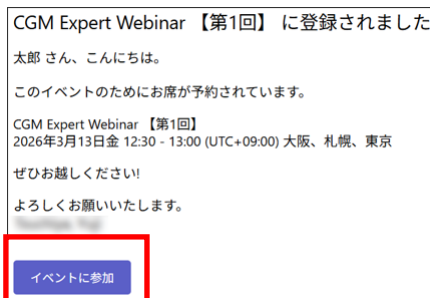 CGM Expert Webinar 【第1回】 に登録されました
太郎 さん、こんにちは。
このイベントのためにお席が予約されています。
CGM Expert Webinar 【第1回】
2026年3月13日金 12:30 - 13:00 (UTC+09:00) 大阪、札幌、東京
ぜひお越しください!
よろしくお願いいたします。
イベントに参加